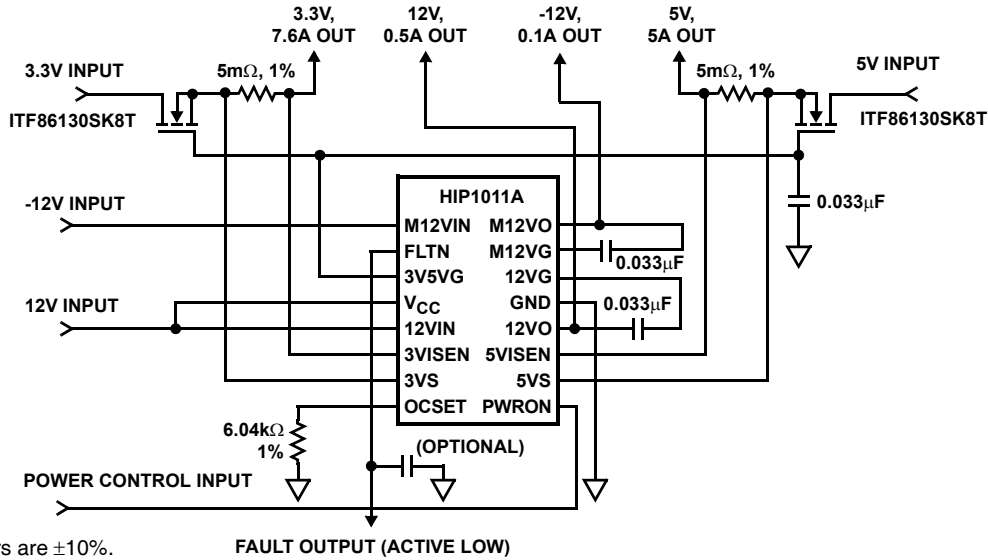 3.3V,
7.6A OUT
12V,
0.5A OUT
-12V,
0.1A OUT
5V,
5A OUT
3.3V INPUT
5mΩ, 1%
5mΩ, 1%
5V INPUT
ITF86130SK8T
ITF86130SK8T
HIP1011A
-12V INPUT
0.033μF
M12VIN M12VO
FLTN M12VG
0.033μF
3V5VG 12VG
VCC GND
0.033μF
12V INPUT
12VIN 12VO
3VISEN 5VISEN
3VS 5VS
OCSET PWRON
6.04kΩ
1%
(OPTIONAL)
POWER CONTROL INPUT
rs are ±10%.
FAULT OUTPUT (ACTIVE LOW)